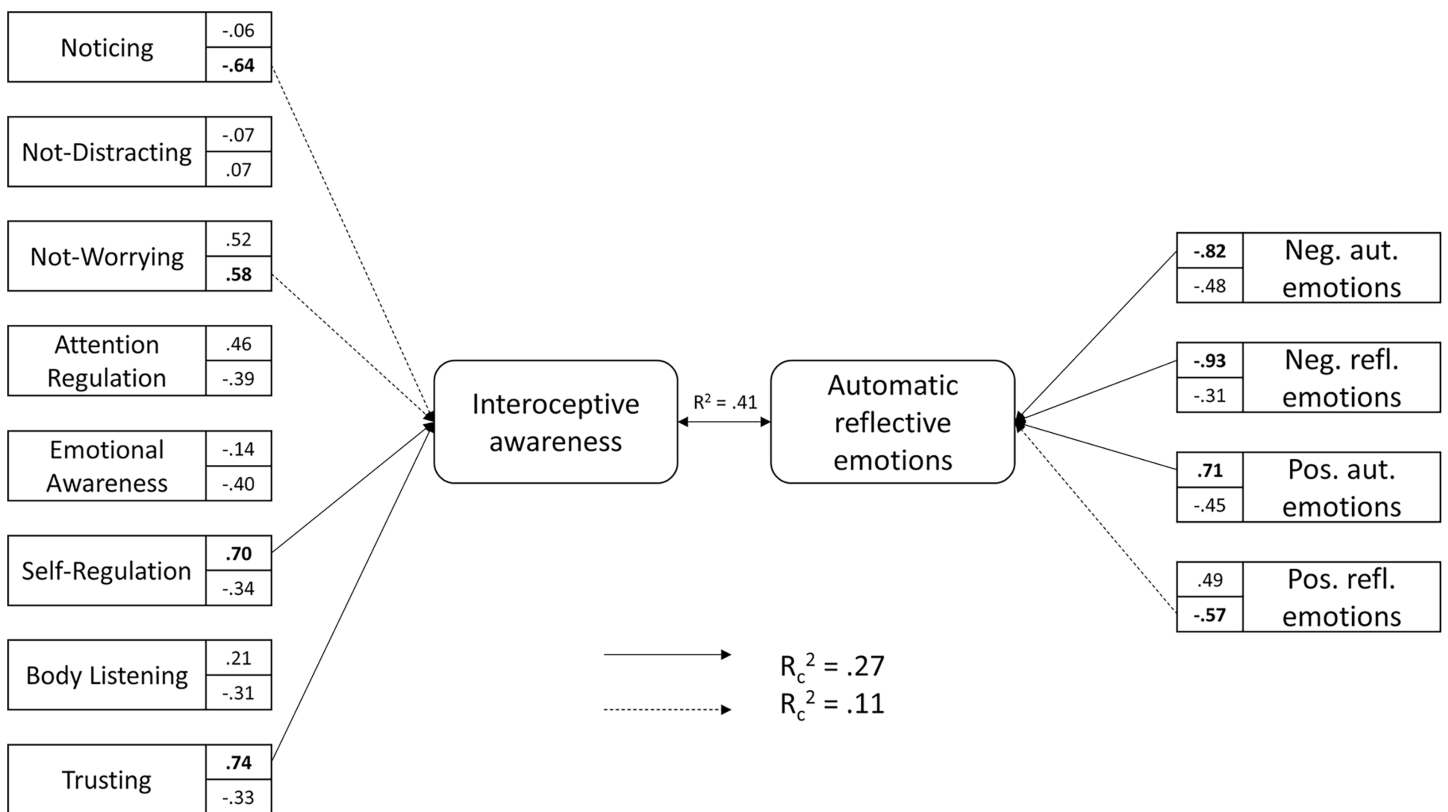 Noticing
-.06
-.64
Not-Distracting
-.07
.07
Not-Worrying
.52
.58
Attention
Regulation
.46
-.39
Emotional
Awareness
-.14
-.40
Self-Regulation
.70
-.34
Body Listening
.21
-.31
Trusting
.74
-.33
Interoceptive
awareness
R² = .41
Automatic
reflective
emotions
-.82
-.48
Neg. aut.
emotions
-.93
-.31
Neg. refl.
emotions
.71
-.45
Pos. aut.
emotions
.49
-.57
Pos. refl.
emotions
Rc² = .27
Rc² = .11